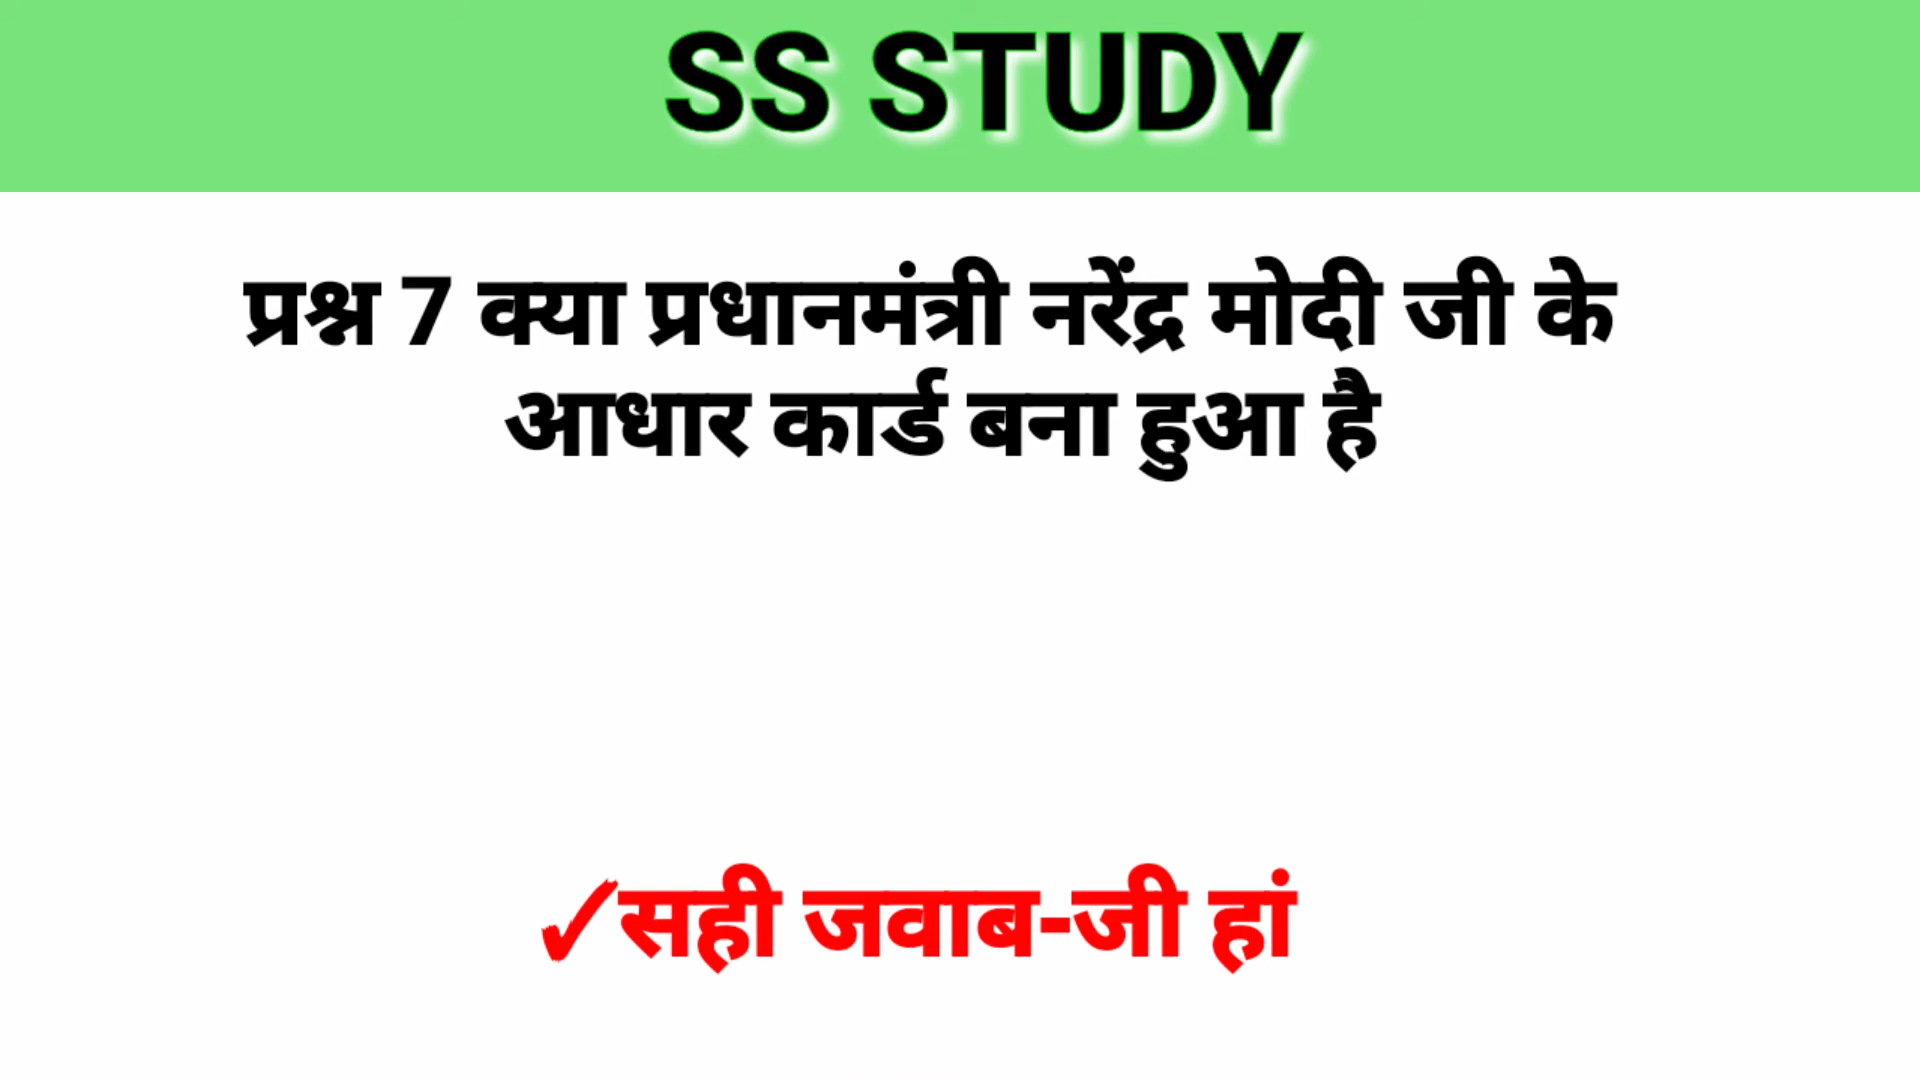 SS STUDY
प्रश्न 7 क्या प्रधानमंत्री नरेंद्र मोदी जी के
आधार कार्ड बना हुआ है
✓सही जवाब-जी हां